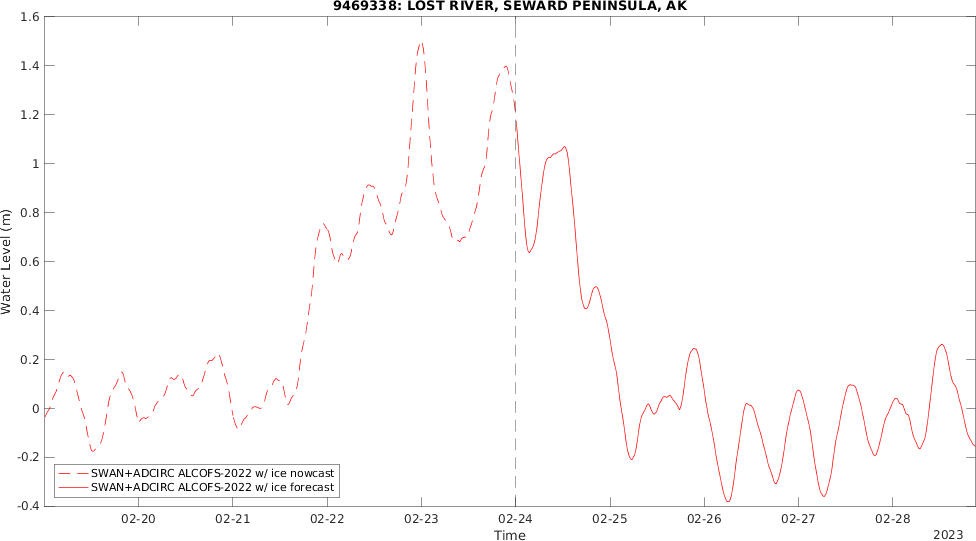 9469338: LOST RIVER, SEWARD PENINSULA, AK
1.6
1.4
1.2
1
0.8
0.6
0.4
0.2
0
-0.2
-0.4
Water Level (m)
SWAN+ADCIRC ALCOFS-2022 w/ ice nowcast
SWAN+ADCIRC ALCOFS-2022 w/ ice forecast
02-20 02-21 02-22 02-23 02-24 02-25 02-26 02-27 02-28
Time
2023